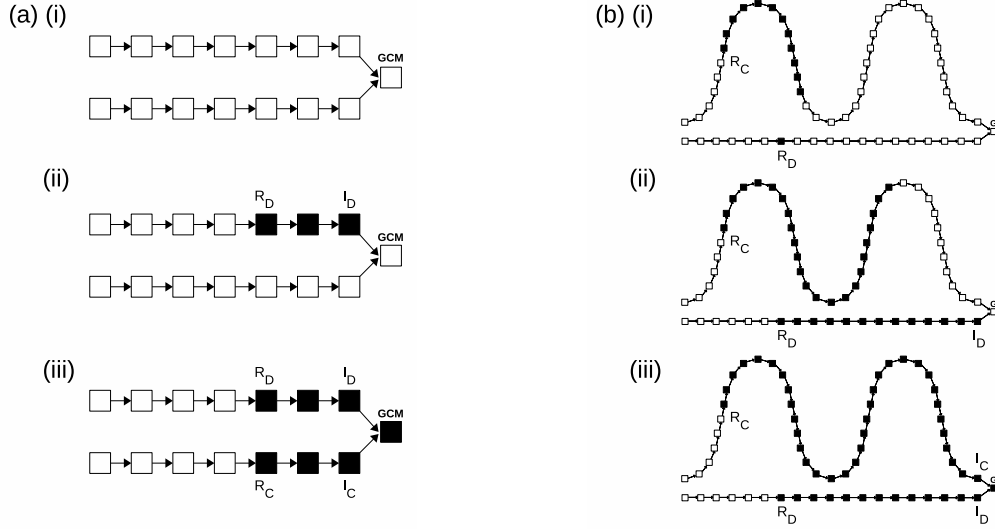 (a) (i)
GCM
(ii)
R_D
I_D
GCM
(iii)
R_D
I_D
GCM
R_C
I_C
(b) (i)
R_C
G
R_D
(ii)
R_C
G
R_D
I_D
(iii)
R_C
I_C
G
R_D
I_D